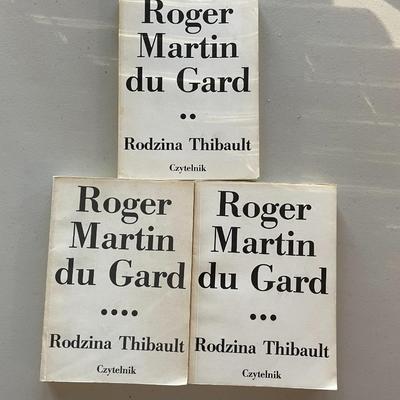 Roger
Martin
du Gard
••
Rodzina Thibault
Czytelnik
Roger
Martin
du Gard
••••
Rodzina Thibault
Czytelnik
Roger
Martin
du Gard
•••
Rodzina Thibault
Czytelnik